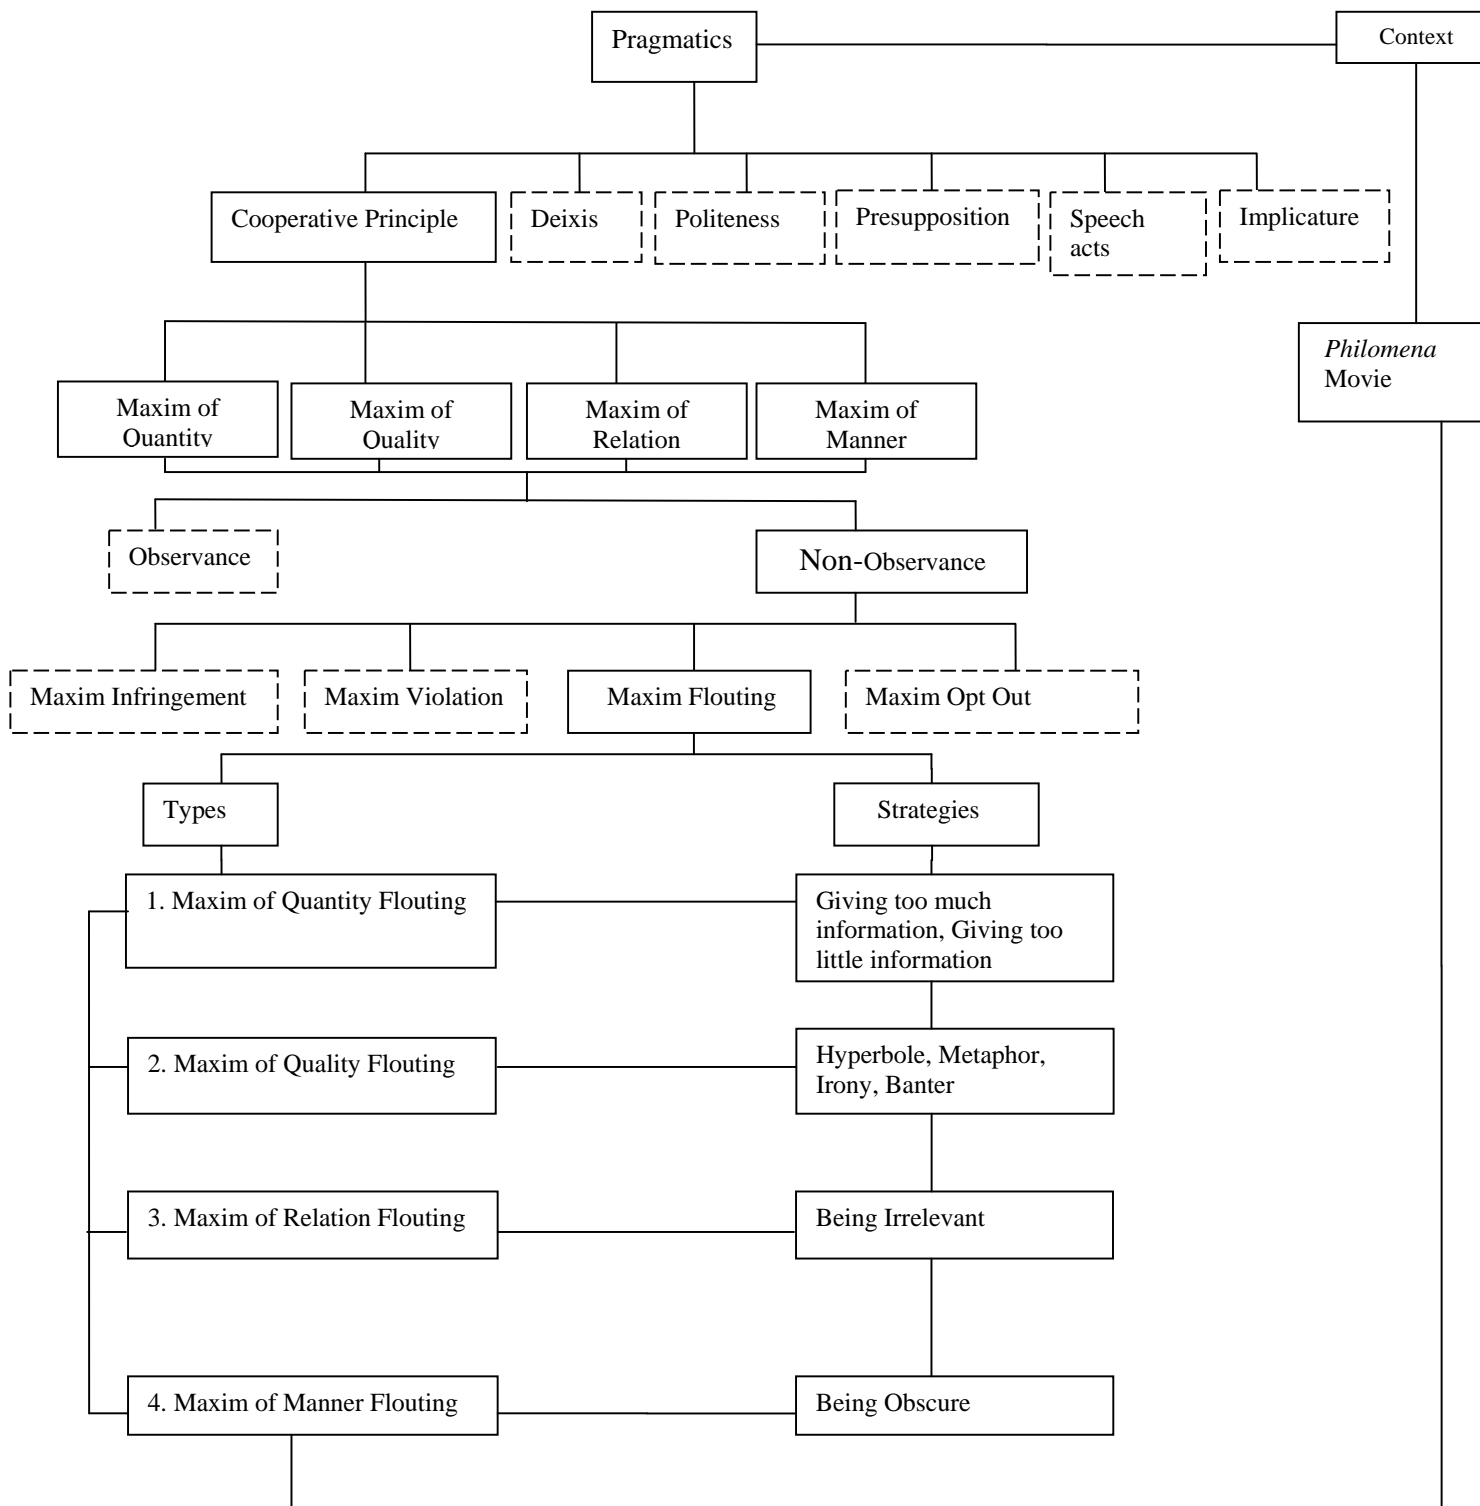 Pragmatics
Context
Cooperative Principle
Deixis
Politeness
Presupposition
Speech
acts
Implicature
Philomena
Movie
Maxim of
Quantity
Maxim of
Quality
Maxim of
Relation
Maxim of
Manner
Observance
Non-Observance
Maxim Infringement
Maxim Violation
Maxim Flouting
Maxim Opt Out
Types
Strategies
1. Maxim of Quantity Flouting
Giving too much
information, Giving too
little information
2. Maxim of Quality Flouting
Hyperbole, Metaphor,
Irony, Banter
3. Maxim of Relation Flouting
Being Irrelevant
4. Maxim of Manner Flouting
Being Obscure